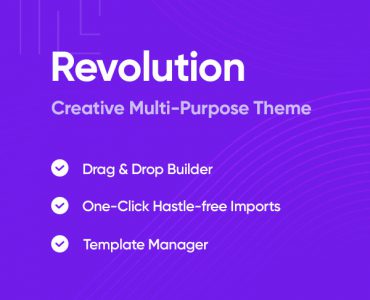 Revolution
Creative Multi-Purpose Theme
Drag & Drop Builder
One-Click Hastle-free Imports
Template Manager